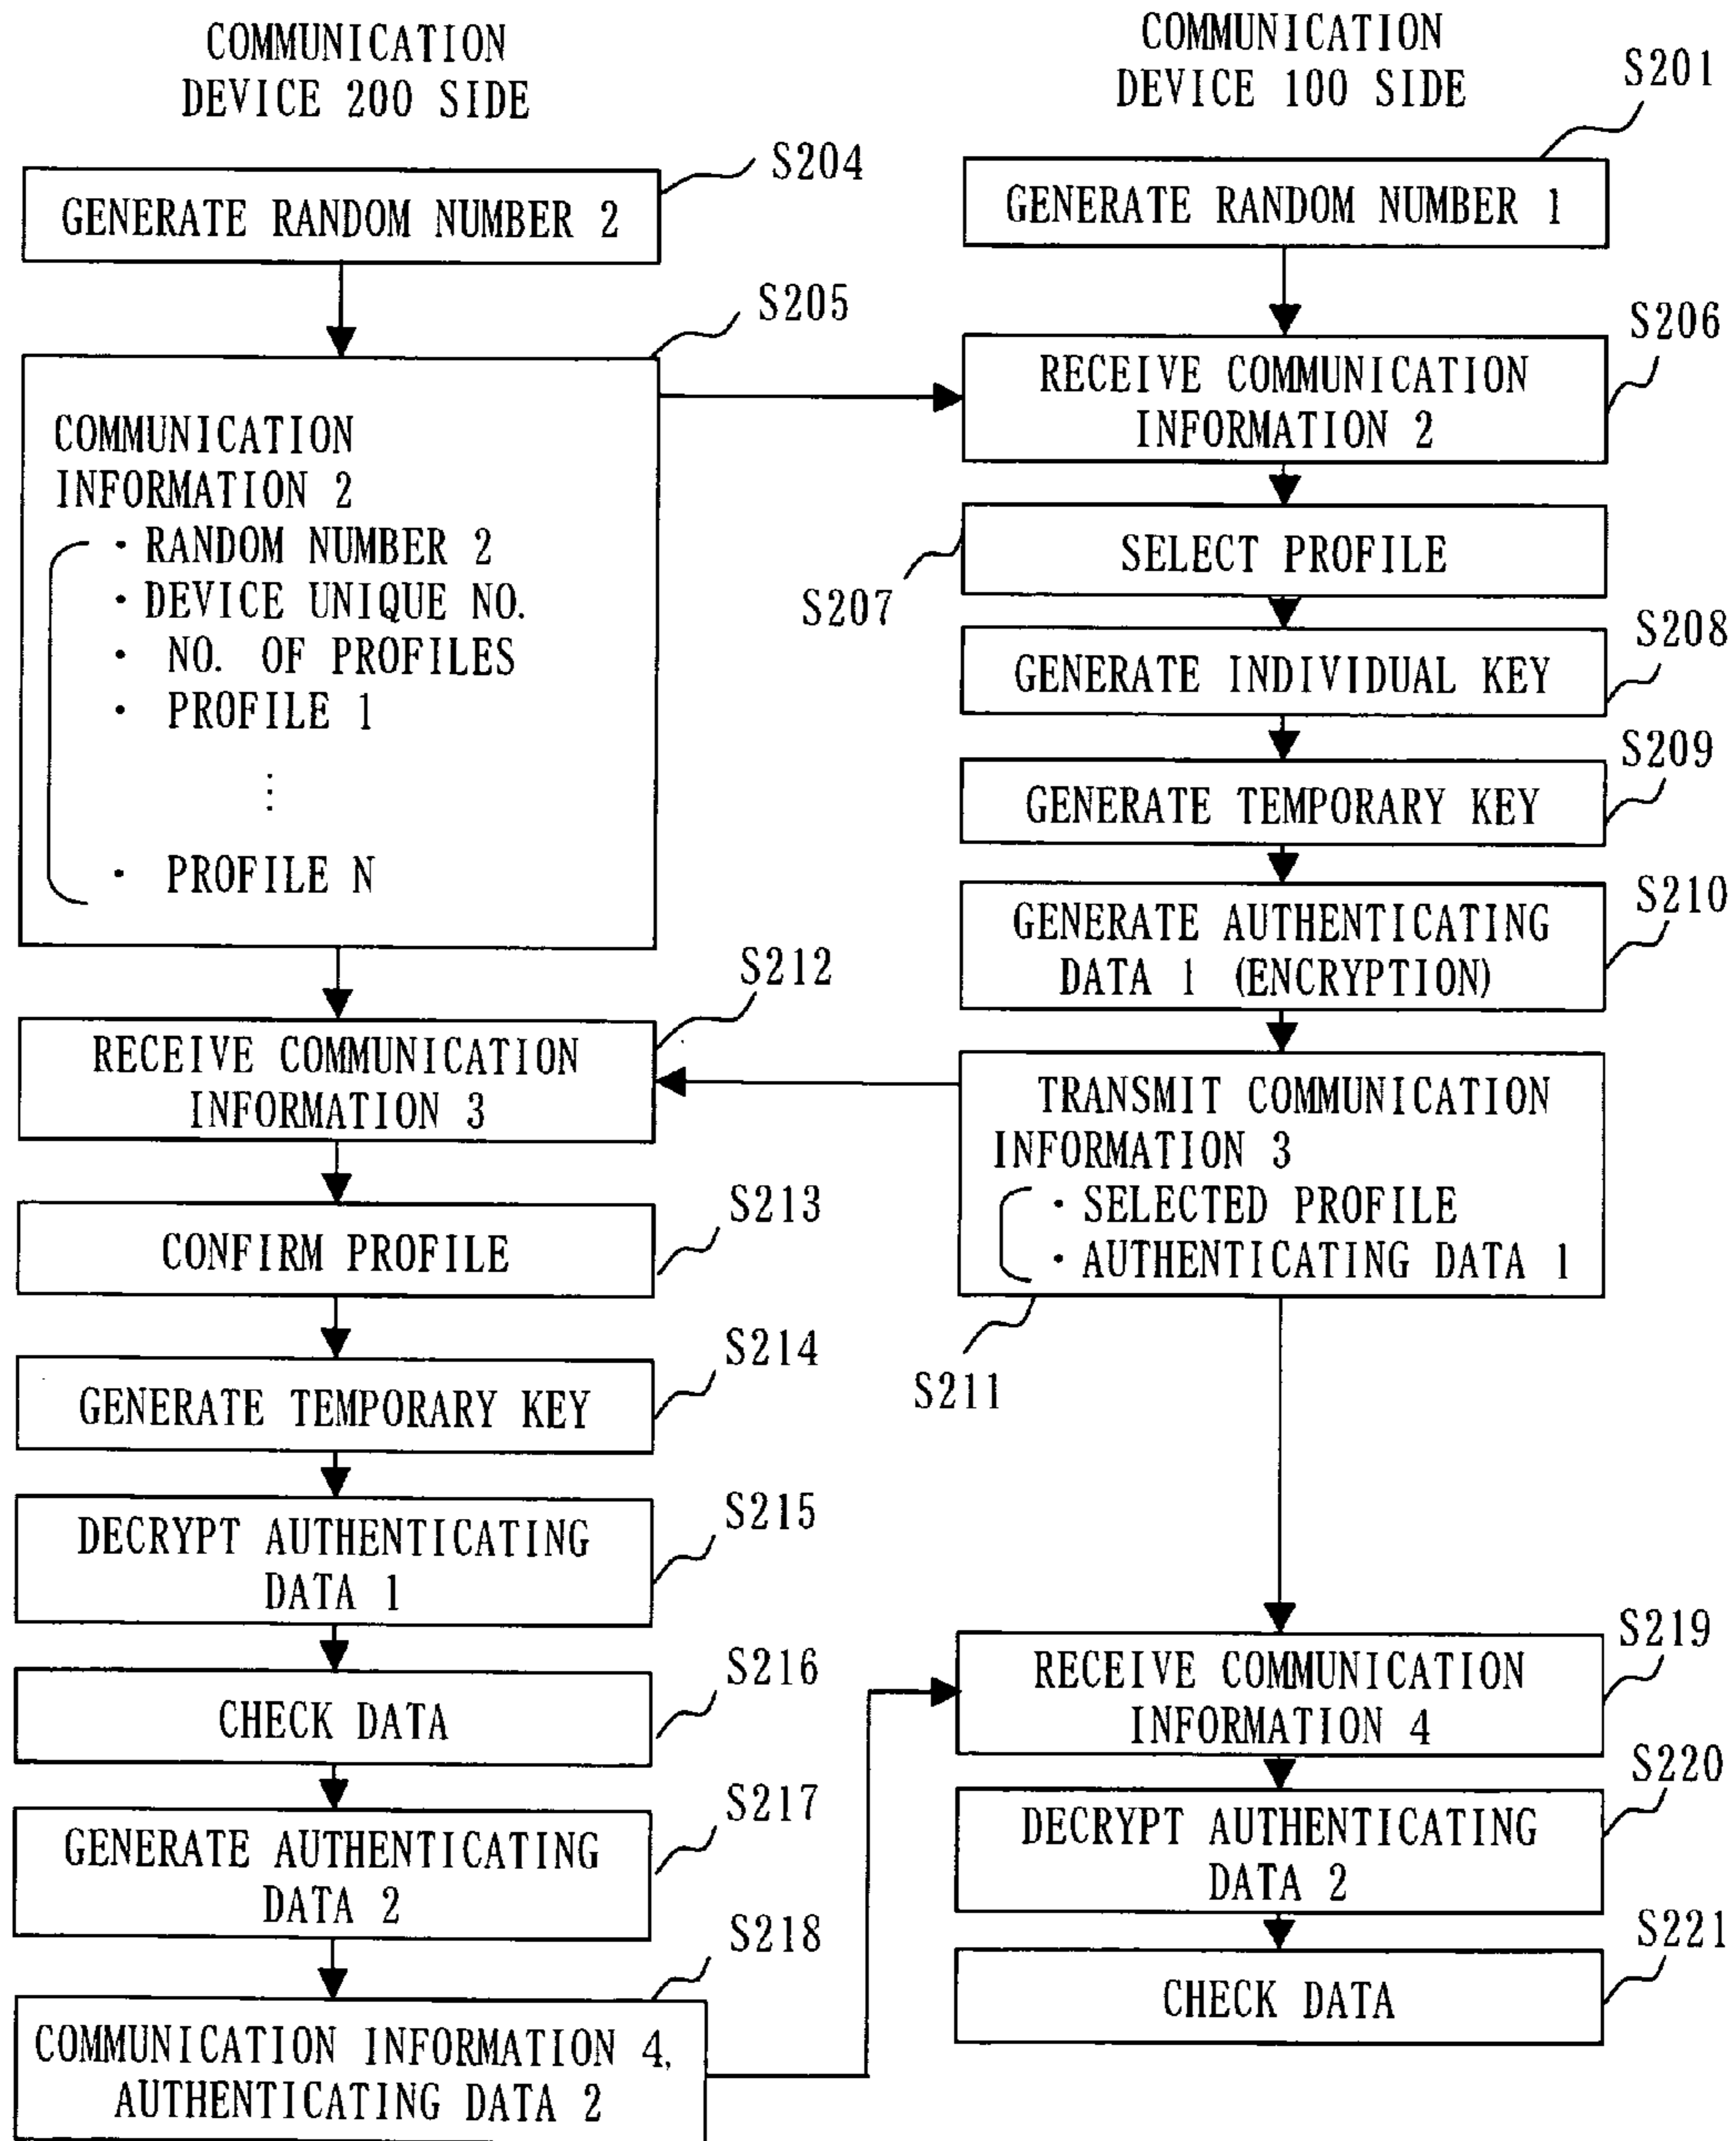 COMMUNICATION
DEVICE 200 SIDE
S204
GENERATE RANDOM NUMBER 2
S205
COMMUNICATION
INFORMATION 2
· RANDOM NUMBER 2
· DEVICE UNIQUE NO.
· NO. OF PROFILES
· PROFILE 1
⋮
· PROFILE N
S212
RECEIVE COMMUNICATION
INFORMATION 3
S213
CONFIRM PROFILE
S214
GENERATE TEMPORARY KEY
S215
DECRYPT AUTHENTICATING
DATA 1
S216
CHECK DATA
S217
GENERATE AUTHENTICATING
DATA 2
S218
COMMUNICATION INFORMATION 4,
AUTHENTICATING DATA 2
COMMUNICATION
DEVICE 100 SIDE
S201
GENERATE RANDOM NUMBER 1
S206
RECEIVE COMMUNICATION
INFORMATION 2
SELECT PROFILE
S207
S208
GENERATE INDIVIDUAL KEY
S209
GENERATE TEMPORARY KEY
S210
GENERATE AUTHENTICATING
DATA 1 (ENCRYPTION)
TRANSMIT COMMUNICATION
INFORMATION 3
· SELECTED PROFILE
· AUTHENTICATING DATA 1
S211
S219
RECEIVE COMMUNICATION
INFORMATION 4
S220
DECRYPT AUTHENTICATING
DATA 2
S221
CHECK DATA